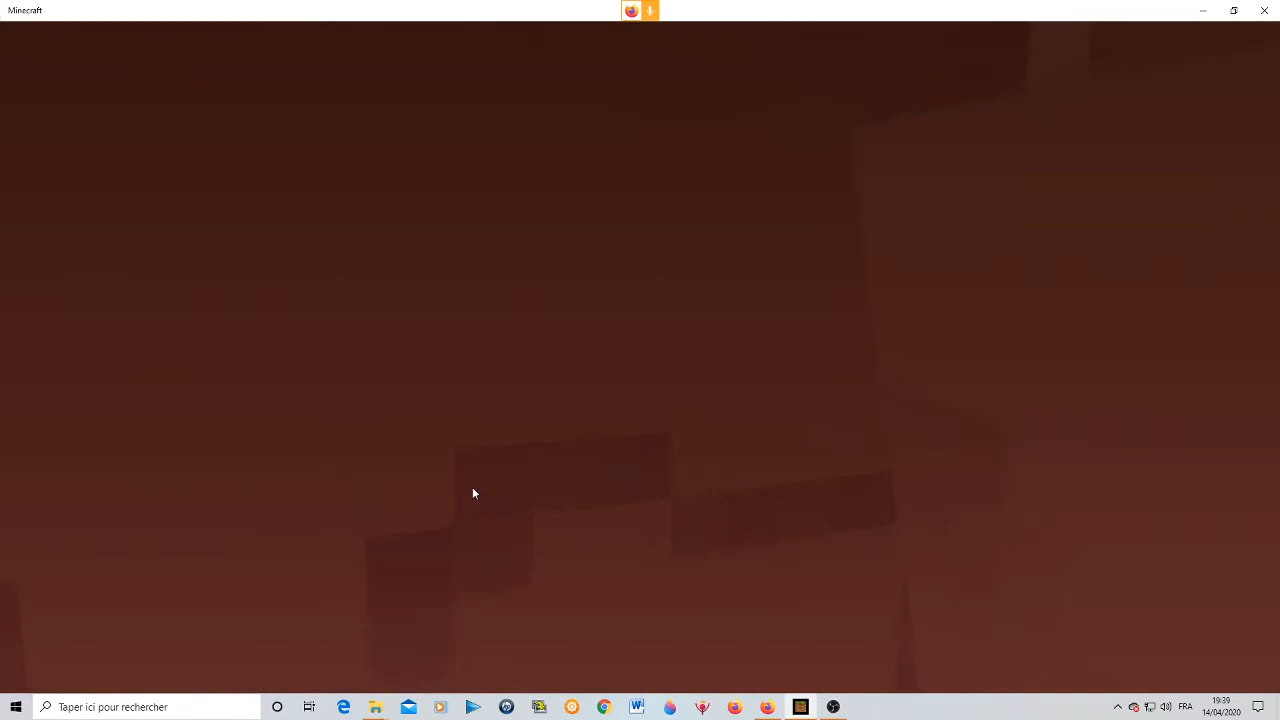 Minecraft
Taper ici pour rechercher
FRA
19:39
14/04/2020